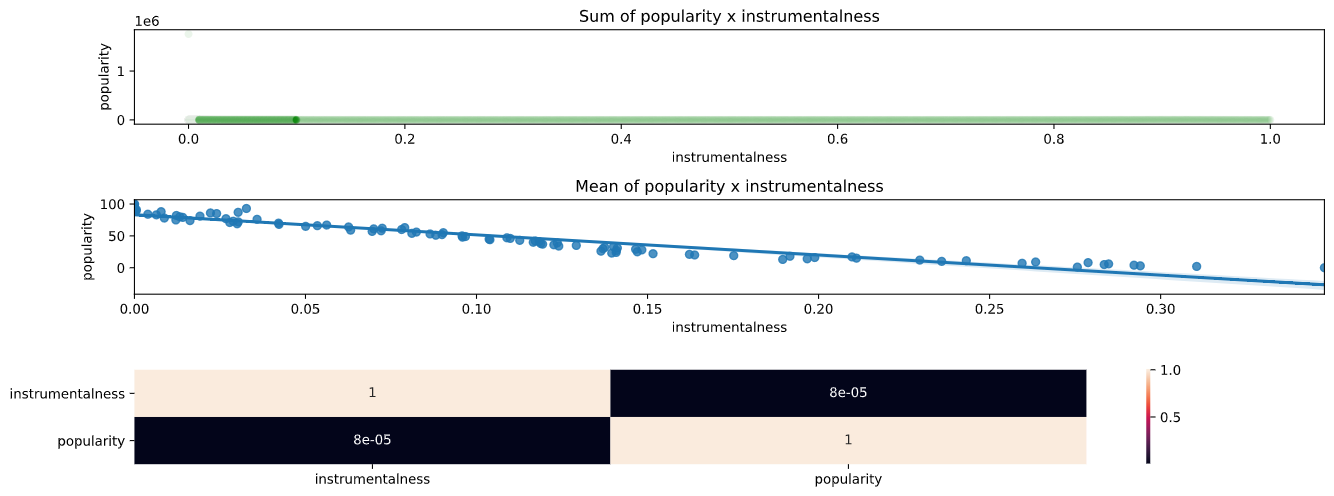 Sum of popularity x instrumentalness
1e6
popularity
1
0
0.0 0.2 0.4 0.6 0.8 1.0
instrumentalness
Mean of popularity x instrumentalness
popularity
100
50
0
0.00 0.05 0.10 0.15 0.20 0.25 0.30
instrumentalness
instrumentalness 1 8e-05
popularity 8e-05 1
instrumentalness popularity
1.0
0.5